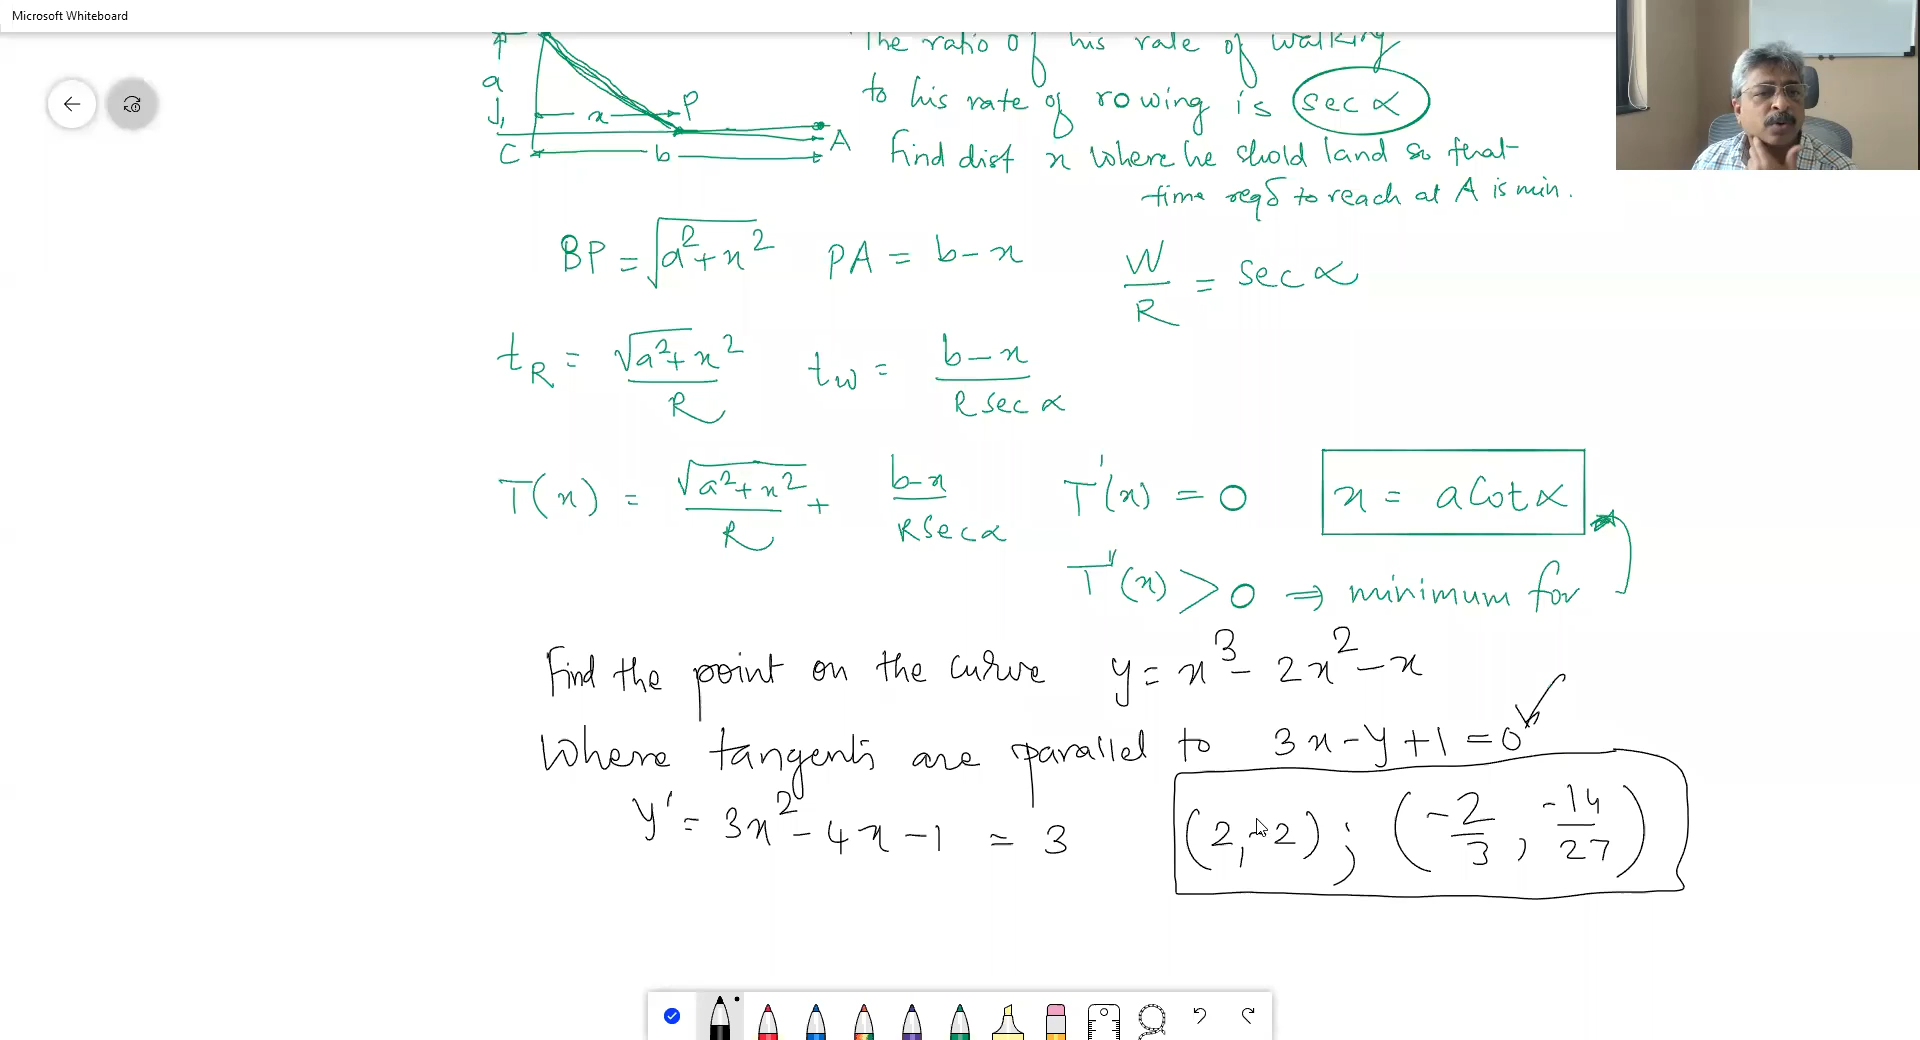 Microsoft Whiteboard
The ratio of his rate of walking
to his rate of rowing is sec α
Find dist x where he shold land so that
time reqd to reach at A is min.
a
x
P
C
b
A
BP = √(a² + x²) PA = b - x W/R = sec α
t_R = √(a² + x²)/R t_W = (b - x)/(R sec α)
T(x) = √(a² + x²)/R + (b - x)/(R sec α) T'(x) = 0 x = a Cot α
T''(x) > 0 ⇒ minimum for
Find the point on the curve y = x³ - 2x² - x
Where tangents are parallel to 3x - y + 1 = 0
y' = 3x² - 4x - 1 = 3 (2, -2) ; (-2/3, -14/27)